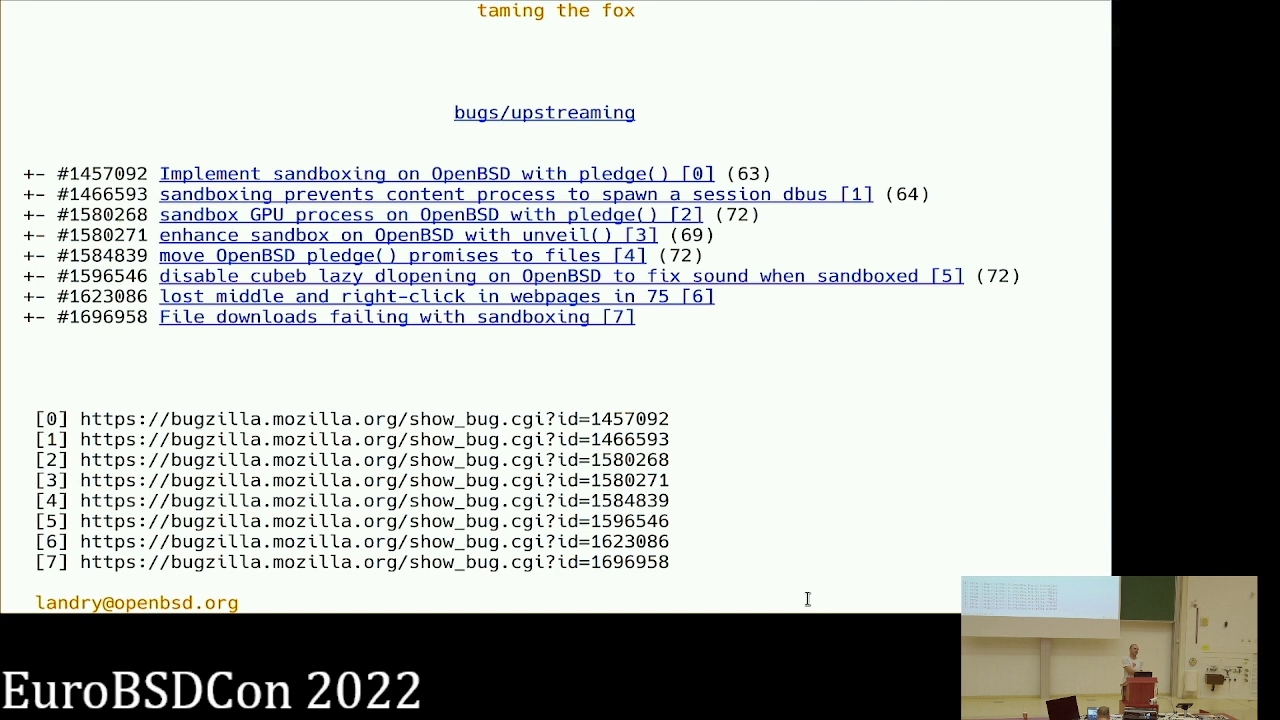 taming the fox
bugs/upstreaming
+- #1457092 Implement sandboxing on OpenBSD with pledge() [0] (63)
+- #1466593 sandboxing prevents content process to spawn a session dbus [1] (64)
+- #1580268 sandbox GPU process on OpenBSD with pledge() [2] (72)
+- #1580271 enhance sandbox on OpenBSD with unveil() [3] (69)
+- #1584839 move OpenBSD pledge() promises to files [4] (72)
+- #1596546 disable cubeb lazy dlopening on OpenBSD to fix sound when sandboxed [5] (72)
+- #1623086 lost middle and right-click in webpages in 75 [6]
+- #1696958 File downloads failing with sandboxing [7]
[0] https://bugzilla.mozilla.org/show_bug.cgi?id=1457092
[1] https://bugzilla.mozilla.org/show_bug.cgi?id=1466593
[2] https://bugzilla.mozilla.org/show_bug.cgi?id=1580268
[3] https://bugzilla.mozilla.org/show_bug.cgi?id=1580271
[4] https://bugzilla.mozilla.org/show_bug.cgi?id=1584839
[5] https://bugzilla.mozilla.org/show_bug.cgi?id=1596546
[6] https://bugzilla.mozilla.org/show_bug.cgi?id=1623086
[7] https://bugzilla.mozilla.org/show_bug.cgi?id=1696958
landry@openbsd.org
EuroBSDCon 2022